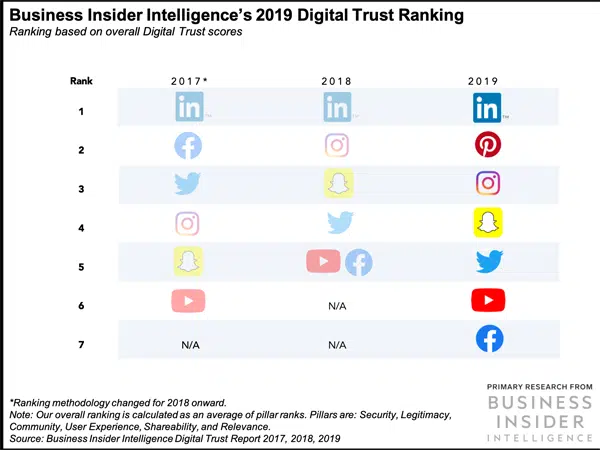 Business Insider Intelligence's 2019 Digital Trust Ranking
Ranking based on overall Digital Trust scores
Rank 2017* 2018 2019
1 in TM in TM in TM
2
3
4
5
6 N/A
7 N/A N/A
*Ranking methodology changed for 2018 onward.
Note: Our overall ranking is calculated as an average of pillar ranks. Pillars are: Security, Legitimacy,
Community, User Experience, Shareability, and Relevance.
Source: Business Insider Intelligence Digital Trust Report 2017, 2018, 2019
PRIMARY RESEARCH FROM
BUSINESS
INSIDER
INTELLIGENCE